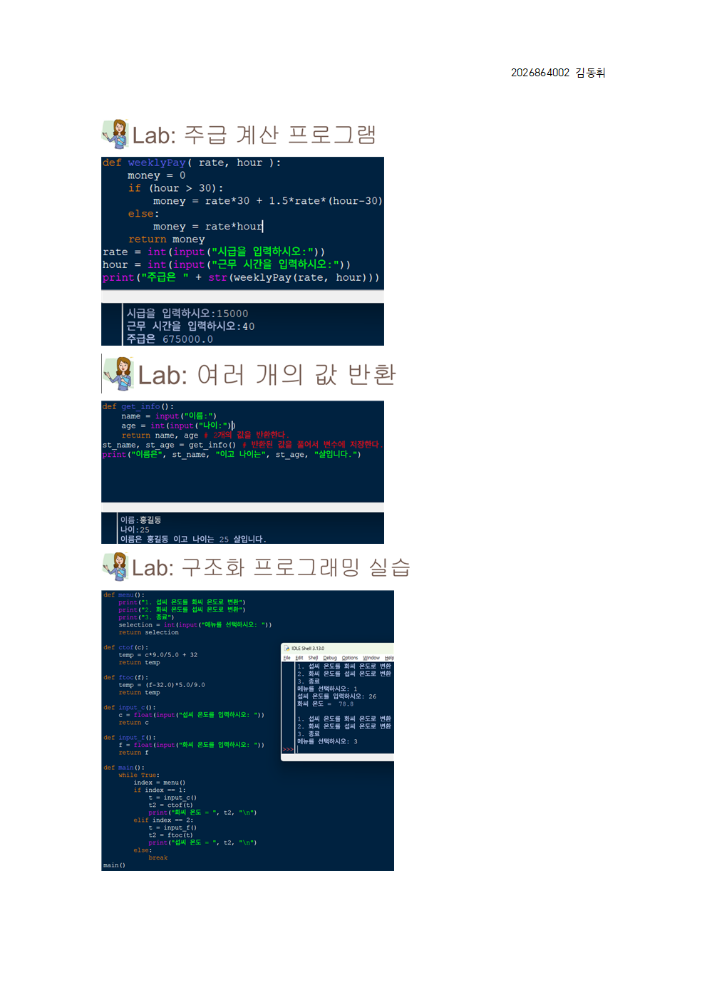 2026864002 김동휘
Lab: 주급 계산 프로그램
def weeklyPay( rate, hour ):
    money = 0
    if (hour > 30):
        money = rate*30 + 1.5*rate*(hour-30)
    else:
        money = rate*hour
    return money
rate = int(input("시급을 입력하시오:"))
hour = int(input("근무 시간을 입력하시오:"))
print("주급은 " + str(weeklyPay(rate, hour)))
시급을 입력하시오:15000
근무 시간을 입력하시오:40
주급은 675000.0
Lab: 여러 개의 값 반환
def get_info():
    name = input("이름:")
    age = int(input("나이:"))
    return name, age # 2개의 값을 반환한다.
st_name, st_age = get_info() # 반환된 값을 풀어서 변수에 저장한다.
print("이름은", st_name, "이고 나이는", st_age, "살입니다.")
이름:홍길동
나이:25
이름은 홍길동 이고 나이는 25 살입니다.
Lab: 구조화 프로그래밍 실습
def menu():
    print("1. 섭씨 온도를 화씨 온도로 변환")
    print("2. 화씨 온도를 섭씨 온도로 변환")
    print("3. 종료")
    selection = int(input("메뉴를 선택하시오: "))
    return selection
def ctof(c):
    temp = c*9.0/5.0 + 32
    return temp
def ftoc(f):
    temp = (f-32.0)*5.0/9.0
    return temp
def input_c():
    c = float(input("섭씨 온도를 입력하시오: "))
    return c
def input_f():
    f = float(input("화씨 온도를 입력하시오: "))
    return f
def main():
    while True:
        index = menu()
        if index == 1:
            t = input_c()
            t2 = ctof(t)
            print("화씨 온도 = ", t2, "\n")
        elif index == 2:
            t = input_f()
            t2 = ftoc(t)
            print("섭씨 온도 = ", t2, "\n")
        else:
            break
main()
IDLE Shell 3.13.0
File Edit Shell Debug Options Window Help
1. 섭씨 온도를 화씨 온도로 변환
2. 화씨 온도를 섭씨 온도로 변환
3. 종료
메뉴를 선택하시오: 1
섭씨 온도를 입력하시오: 26
화씨 온도 =  78.8
1. 섭씨 온도를 화씨 온도로 변환
2. 화씨 온도를 섭씨 온도로 변환
3. 종료
메뉴를 선택하시오: 3
>>>